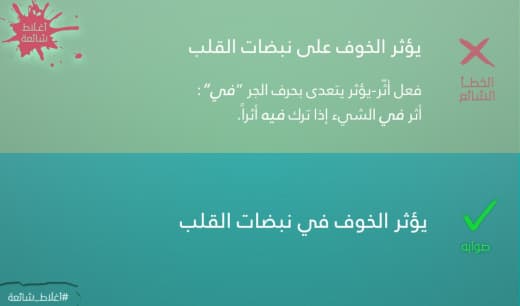 أغلاط
شائعة
يؤثر الخوف على نبضات القلب
الخطأ
الشائع
فعل أثّر-يؤثر يتعدى بحرف الجر "في":
أثر في الشيء إذا ترك فيه أثراً.
يؤثر الخوف في نبضات القلب
صوابه
#أغلاط_شائعة